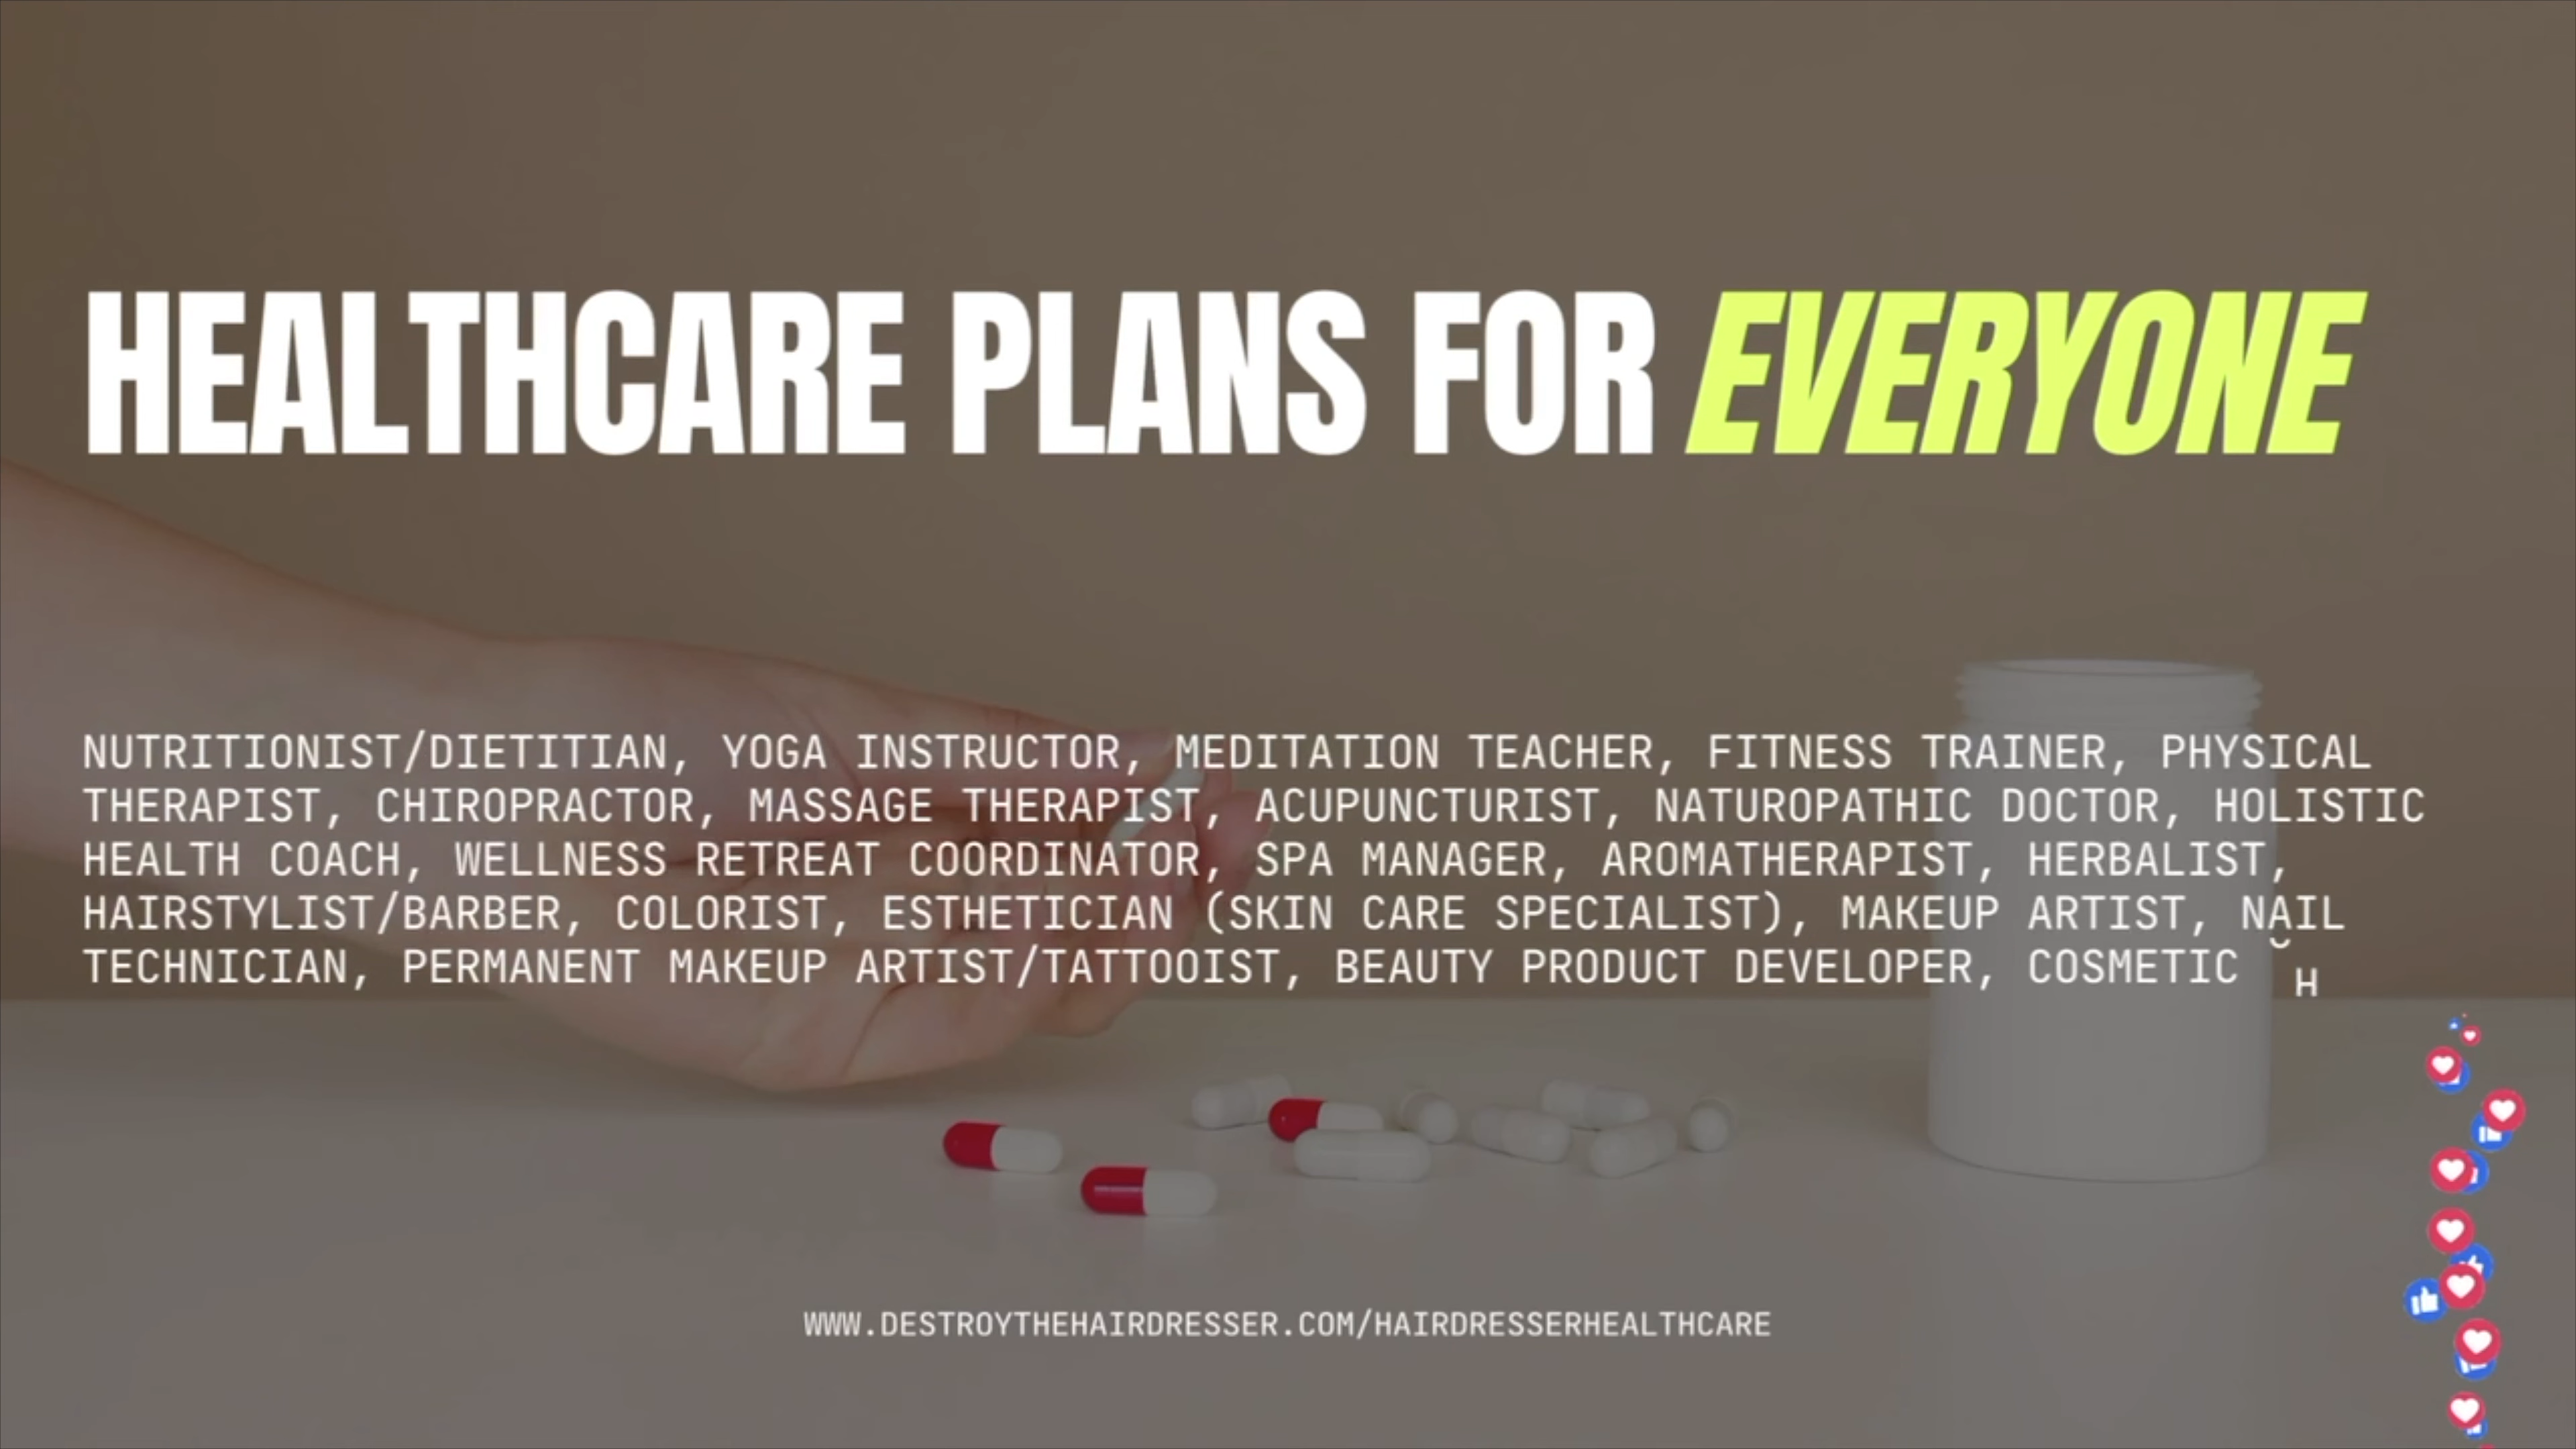 HEALTHCARE PLANS FOR EVERYONE
NUTRITIONIST/DIETITIAN, YOGA INSTRUCTOR, MEDITATION TEACHER, FITNESS TRAINER, PHYSICAL
THERAPIST, CHIROPRACTOR, MASSAGE THERAPIST, ACUPUNCTURIST, NATUROPATHIC DOCTOR, HOLISTIC
HEALTH COACH, WELLNESS RETREAT COORDINATOR, SPA MANAGER, AROMATHERAPIST, HERBALIST,
HAIRSTYLIST/BARBER, COLORIST, ESTHETICIAN (SKIN CARE SPECIALIST), MAKEUP ARTIST, NAIL
TECHNICIAN, PERMANENT MAKEUP ARTIST/TATTOOIST, BEAUTY PRODUCT DEVELOPER, COSMETIC
WWW.DESTROYTHEHAIRDRESSER.COM/HAIRDRESSERHEALTHCARE